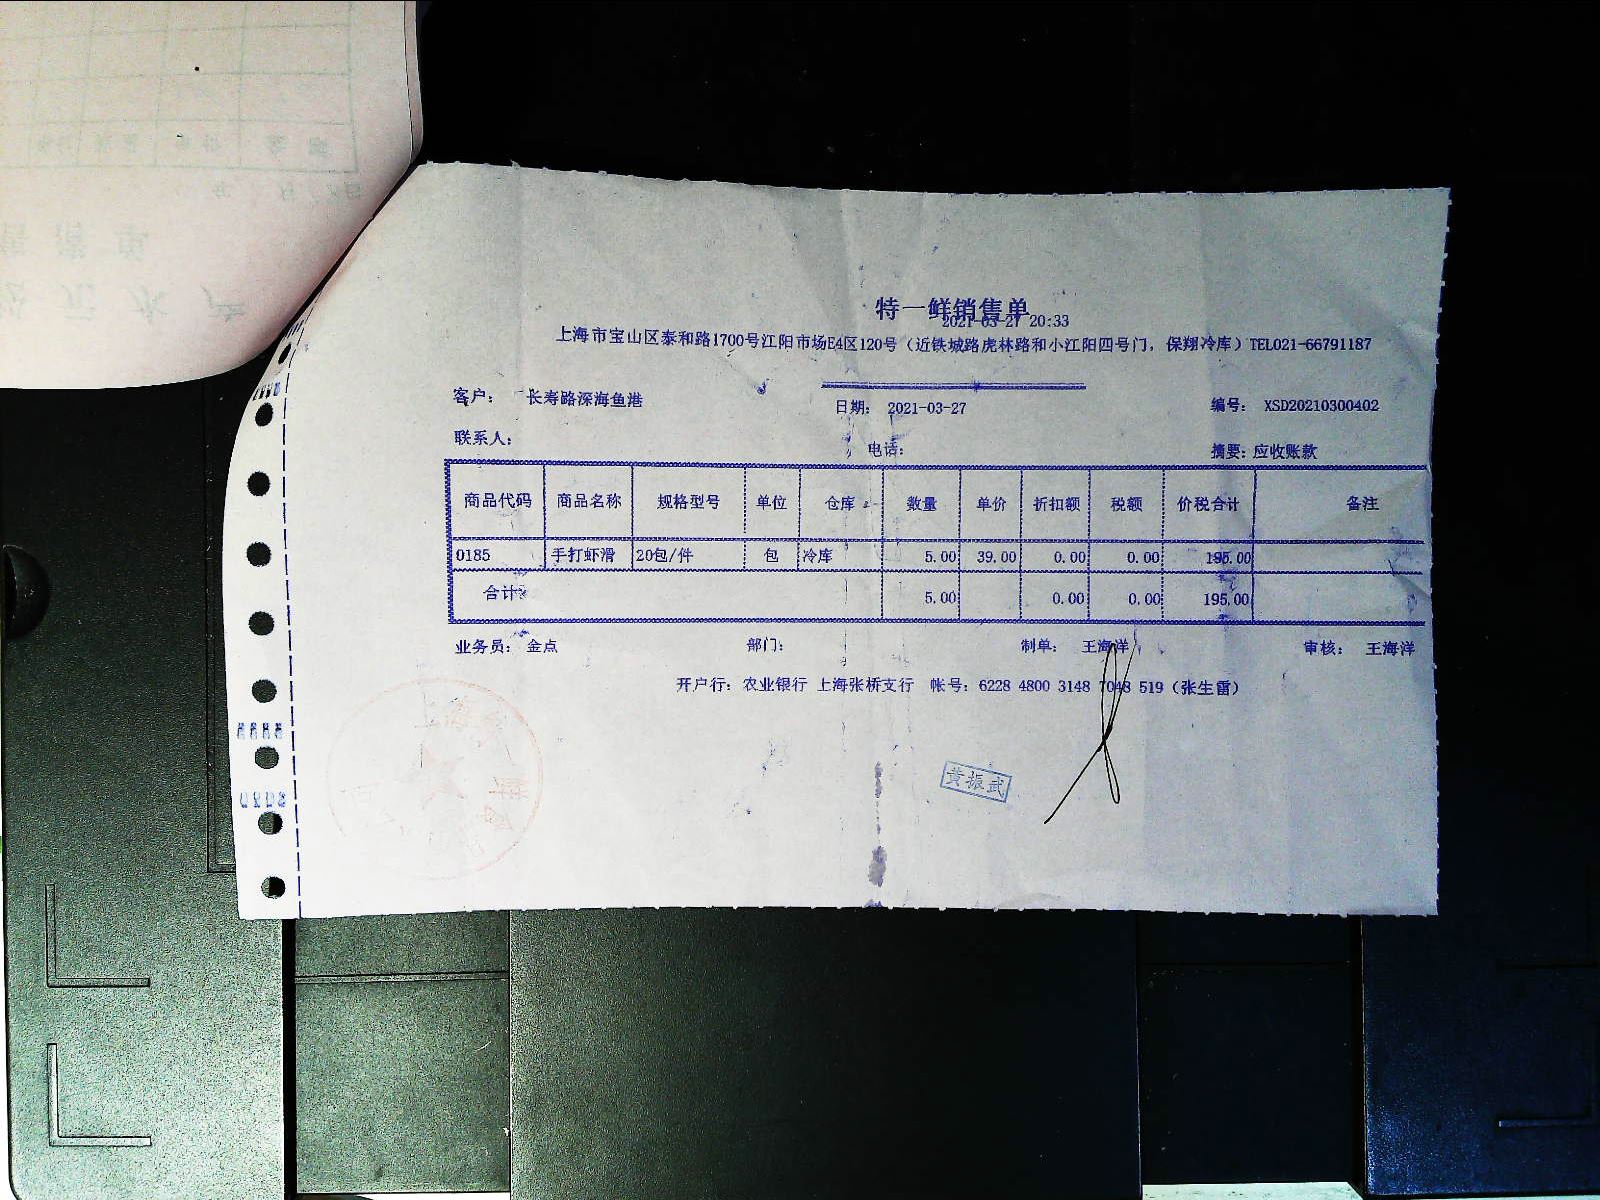 特一鲜销售单
2021-03-27 20:33
上海市宝山区泰和路1700号江阳市场E4区120号（近铁城路虎林路和小江阳四号门，保翔冷库）TEL021-66791187
客户： 长寿路深海鱼港 日期： 2021-03-27 编号： XSD20210300402
联系人： 电话： 摘要：应收账款
商品代码 商品名称 规格型号 单位 仓库 数量 单价 折扣额 税额 价税合计 备注
0185 手打虾滑 20包/件 包 冷库 5.00 39.00 0.00 0.00 195.00
合计 5.00 0.00 0.00 195.00
业务员： 金点 部门： 制单： 王海洋 审核： 王海洋
开户行：农业银行 上海张桥支行 帐号：6228 4800 3148 7048 519（张生雷）
黄振武